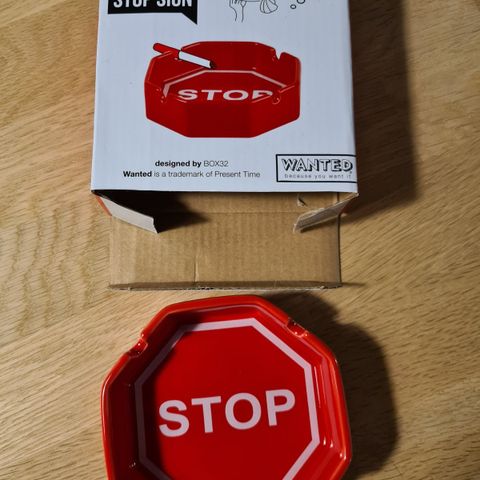 STOP SIGN
STOP
designed by BOX32
Wanted is a trademark of Present Time
WANTED
because you want it
STOP